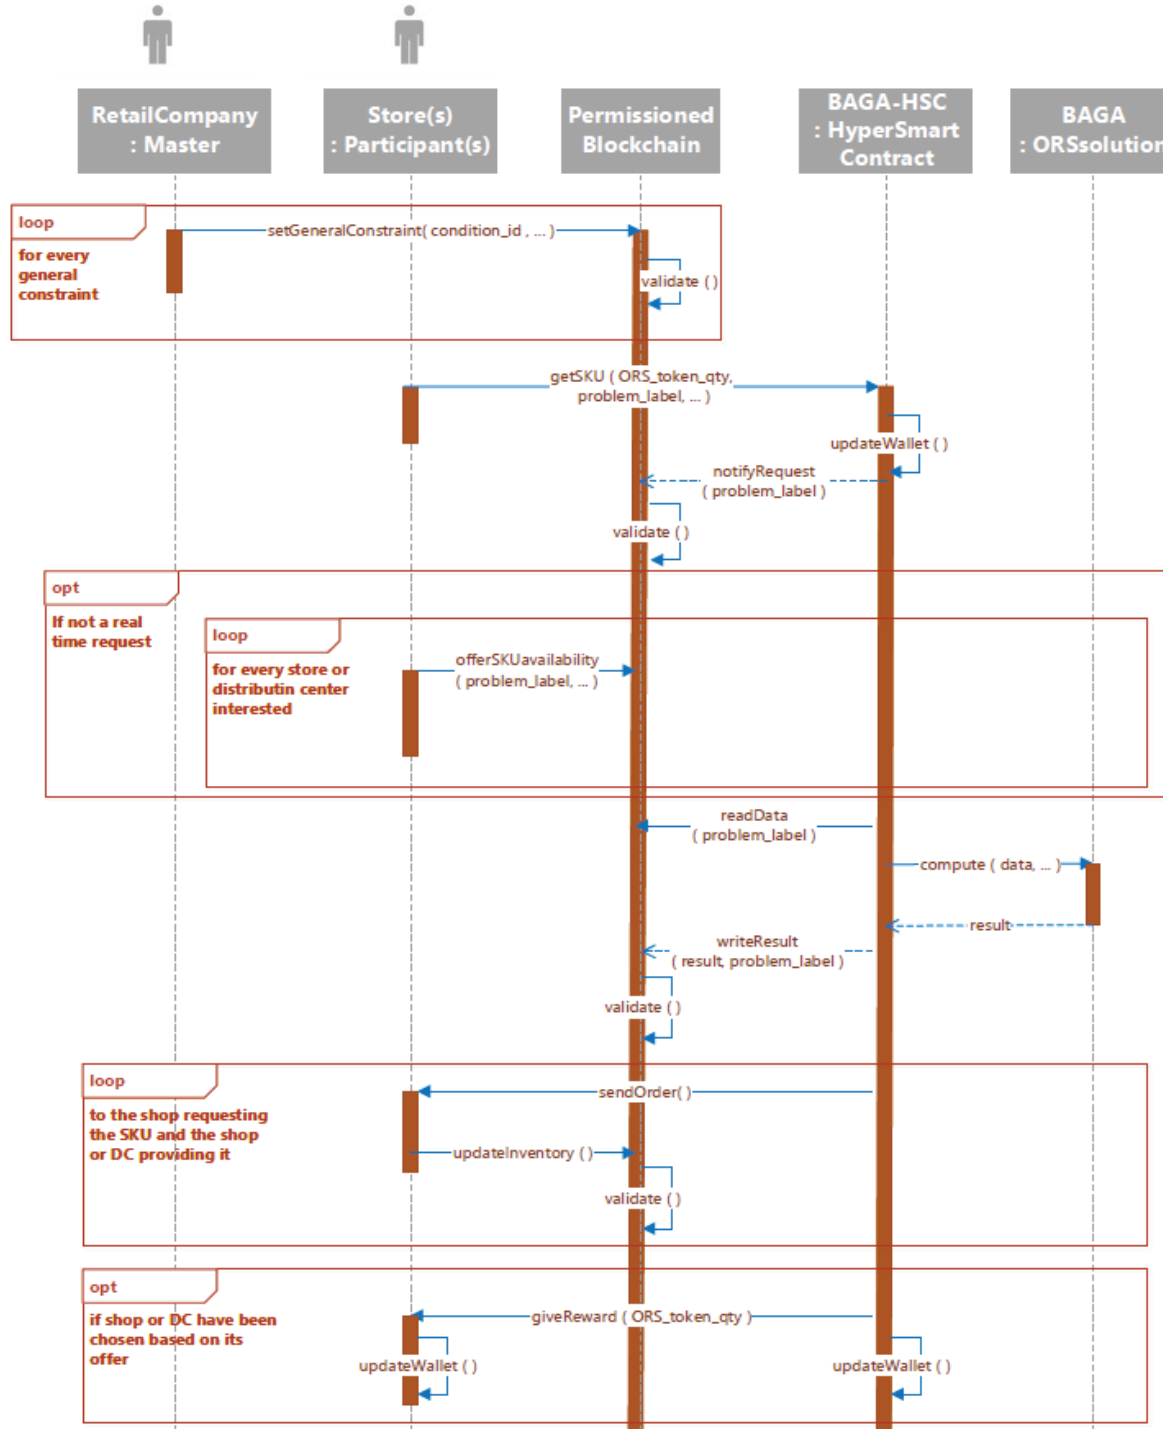 RetailCompany
: Master
Store(s)
: Participant(s)
Permissioned
Blockchain
BAGA-HSC
: HyperSmart
Contract
BAGA
: ORSsolution
loop
for every
general
constraint
setGeneralConstraint( condition_id , ... )
validate ( )
getSKU ( ORS_token_qty,
problem_label, ... )
updateWallet ( )
notifyRequest
( problem_label )
validate ( )
opt
If not a real
time request
loop
for every store or
distributin center
interested
offerSKUavailability
( problem_label, ... )
readData
( problem_label )
compute ( data, ... )
result
writeResult
( result, problem_label )
validate ( )
loop
to the shop requesting
the SKU and the shop
or DC providing it
sendOrder( )
updateInventory ( )
validate ( )
opt
if shop or DC have been
chosen based on its
offer
giveReward ( ORS_token_qty )
updateWallet ( )
updateWallet ( )